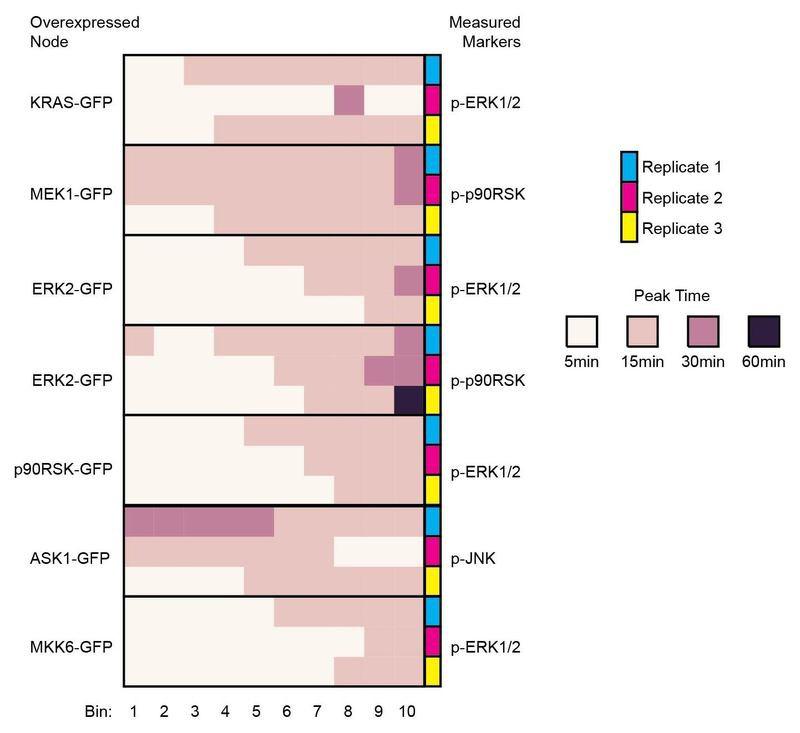 Overexpressed
Node
Measured
Markers
KRAS-GFP
p-ERK1/2
MEK1-GFP
p-p90RSK
ERK2-GFP
p-ERK1/2
ERK2-GFP
p-p90RSK
p90RSK-GFP
p-ERK1/2
ASK1-GFP
p-JNK
MKK6-GFP
p-ERK1/2
Bin: 1 2 3 4 5 6 7 8 9 10
Replicate 1
Replicate 2
Replicate 3
Peak Time
5min 15min 30min 60min